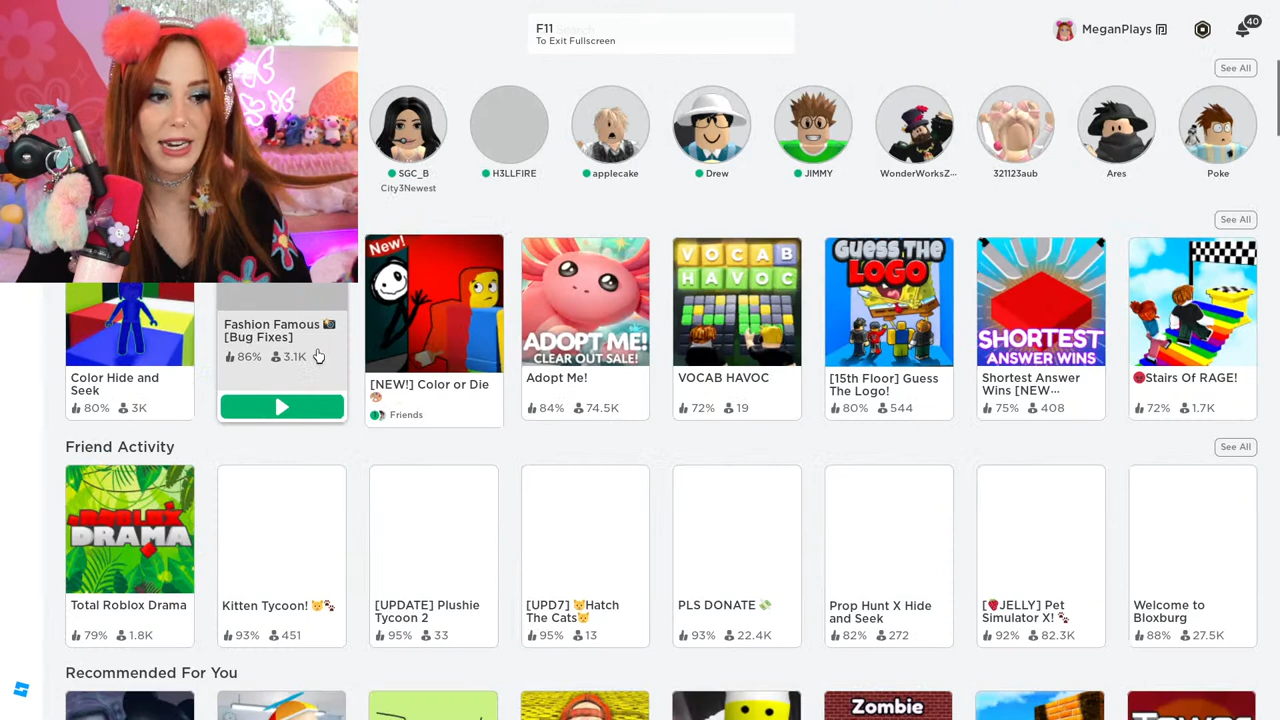 F11
Search
To Exit Fullscreen
MeganPlays
40
See All
SGC_B
City3Newest
H3LLFIRE
applecake
Drew
JIMMY
WonderWorksZ...
321123aub
Ares
Poke
See All
Color Hide and
Seek
80% 3K
Fashion Famous 📸
[Bug Fixes]
86% 3.1K
New!
[NEW!] Color or Die
🎨
Friends
ADOPT ME!
CLEAR OUT SALE!
Adopt Me!
84% 74.5K
VOCAB
HAVOC
VOCAB HAVOC
72% 19
GUESS THE
LOGO
[15th Floor] Guess
The Logo!
80% 544
SHORTEST
ANSWER WINS
Shortest Answer
Wins [NEW...
75% 408
Stairs Of RAGE!
72% 1.7K
Friend Activity
See All
ROBLOX
DRAMA
Total Roblox Drama
79% 1.8K
Kitten Tycoon! 🐱🐾
93% 451
[UPDATE] Plushie
Tycoon 2
95% 33
[UPD7] 🐱Hatch
The Cats🐱
95% 13
PLS DONATE 💸
93% 22.4K
Prop Hunt X Hide
and Seek
82% 272
[🍓JELLY] Pet
Simulator X! 🐾
92% 82.3K
Welcome to
Bloxburg
88% 27.5K
Recommended For You
Zombie